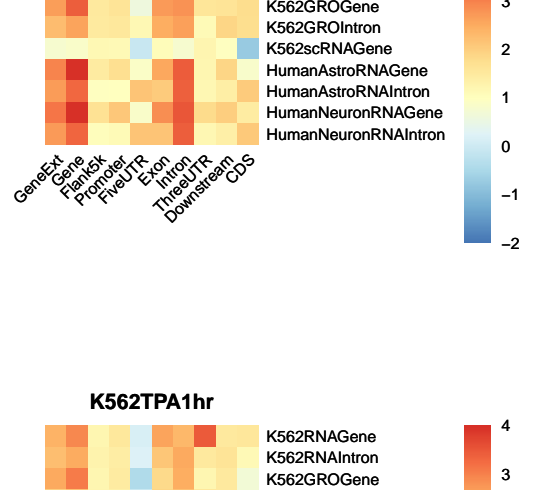 K562GROGene
3
K562GROIntron
2
K562scRNAGene
HumanAstroRNAGene
1
HumanAstroRNAIntron
HumanNeuronRNAGene
HumanNeuronRNAIntron
0
−1
−2
GeneExt
Gene
Flank5k
Promoter
FiveUTR
Exon
Intron
ThreeUTR
Downstream
CDS
K562TPA1hr
K562RNAGene
4
K562RNAIntron
K562GROGene
3